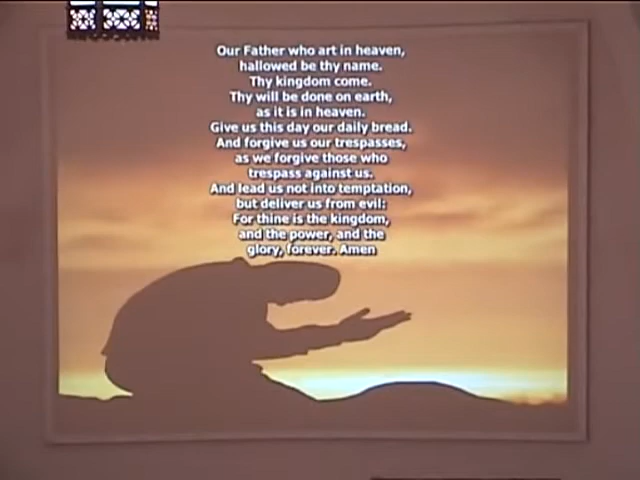 Our Father who art in heaven,
hallowed be thy name.
Thy kingdom come.
Thy will be done on earth,
as it is in heaven.
Give us this day our daily bread.
And forgive us our trespasses,
as we forgive those who
trespass against us.
And lead us not into temptation,
but deliver us from evil:
For thine is the kingdom,
and the power, and the
glory, forever. Amen